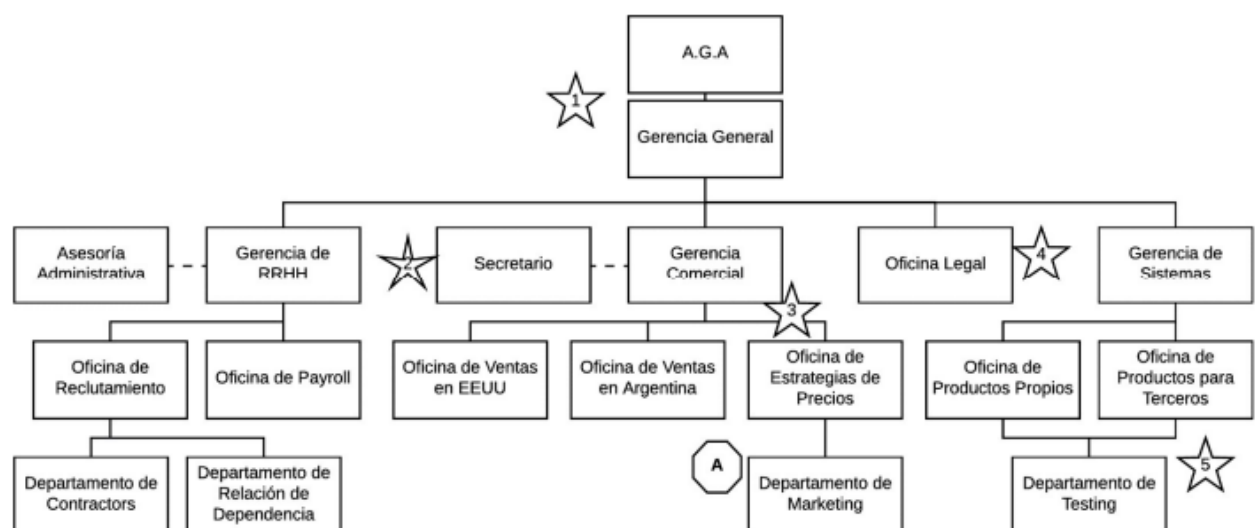 A.G.A
1
Gerencia General
Asesoría
Administrativa
Gerencia de
RRHH
2
Secretario
Gerencia
Comercial
Oficina Legal
4
Gerencia de
Sistemas
3
Oficina de
Reclutamiento
Oficina de Payroll
Oficina de Ventas
en EEUU
Oficina de Ventas
en Argentina
Oficina de
Estrategias de
Precios
Oficina de
Productos Propios
Oficina de
Productos para
Terceros
Departamento de
Contractors
Departamento de
Relación de
Dependencia
A
Departamento de
Marketing
Departamento de
Testing
5